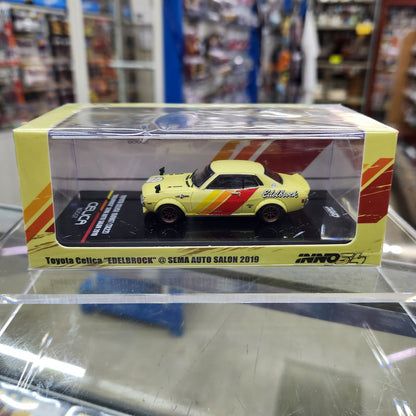 Edelbrock
CELICA
Toyota Celica "EDELBROCK" @ SEMA AUTO SALON 2019
INNO64